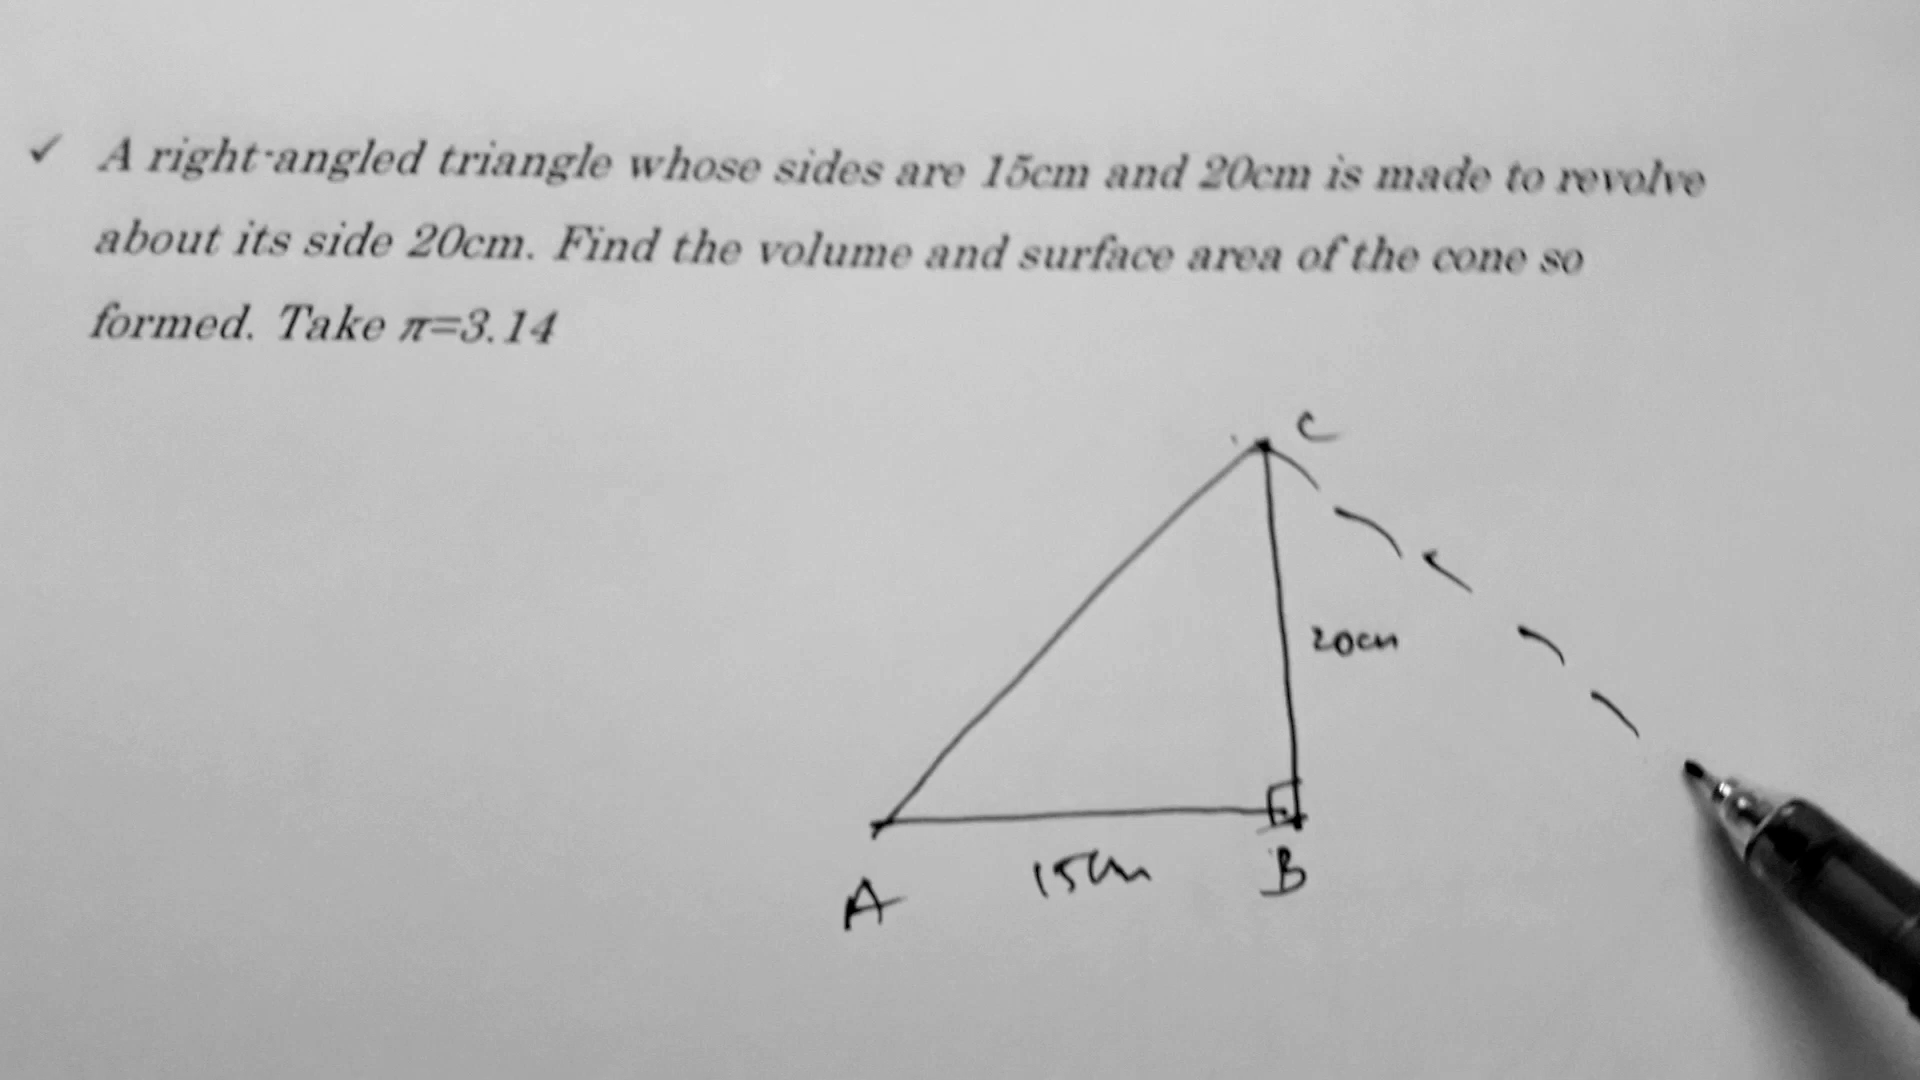 ✓ A right-angled triangle whose sides are 15cm and 20cm is made to revolve
about its side 20cm. Find the volume and surface area of the cone so
formed. Take π=3.14
C
20cm
15cm
B
A